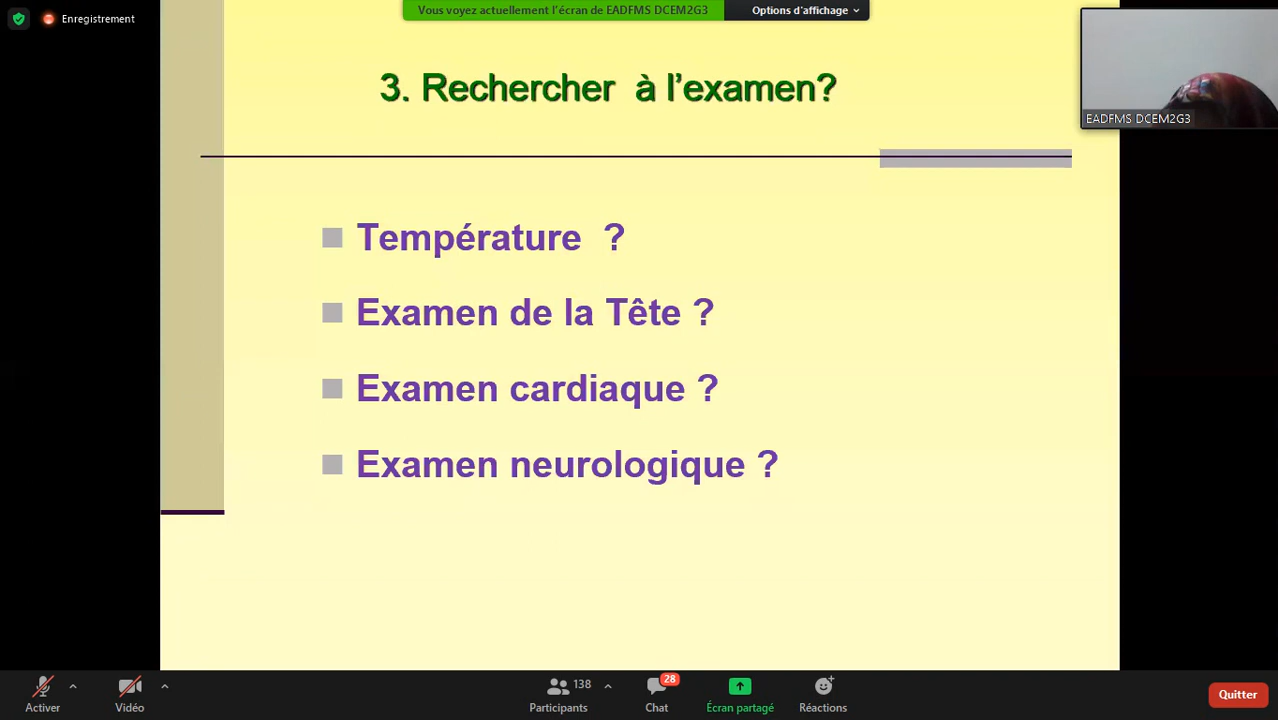 Enregistrement
Vous voyez actuellement l'écran de EADFMS DCEM2G3
Options d'affichage
3. Rechercher à l'examen?
EADFMS DCEM2G3
Température ?
Examen de la Tête ?
Examen cardiaque ?
Examen neurologique ?
Activer
Vidéo
138
Participants
28
Chat
Écran partagé
Réactions
Quitter